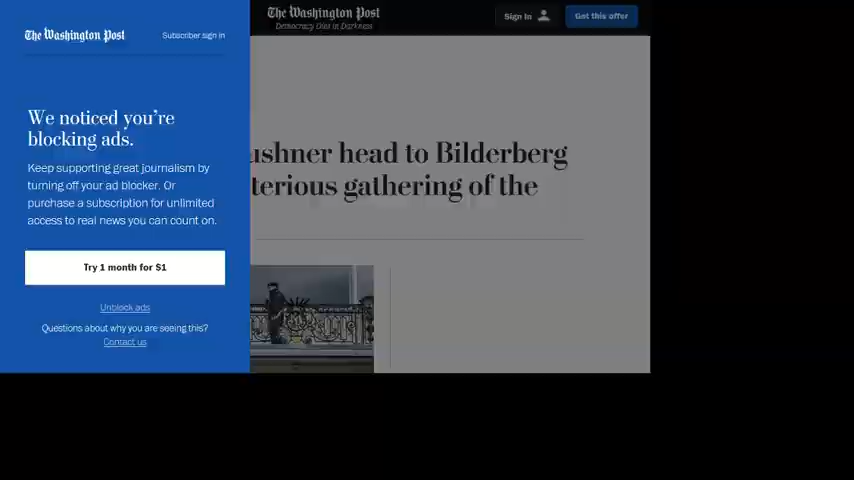 The Washington Post
Subscriber sign in
We noticed you're
blocking ads.
Keep supporting great journalism by
turning off your ad blocker. Or
purchase a subscription for unlimited
access to real news you can count on.
Try 1 month for $1
Unblock ads
Questions about why you are seeing this?
Contact us
The Washington Post
Democracy Dies in Darkness
Sign In
Get this offer
ushner head to Bilderberg
terious gathering of the